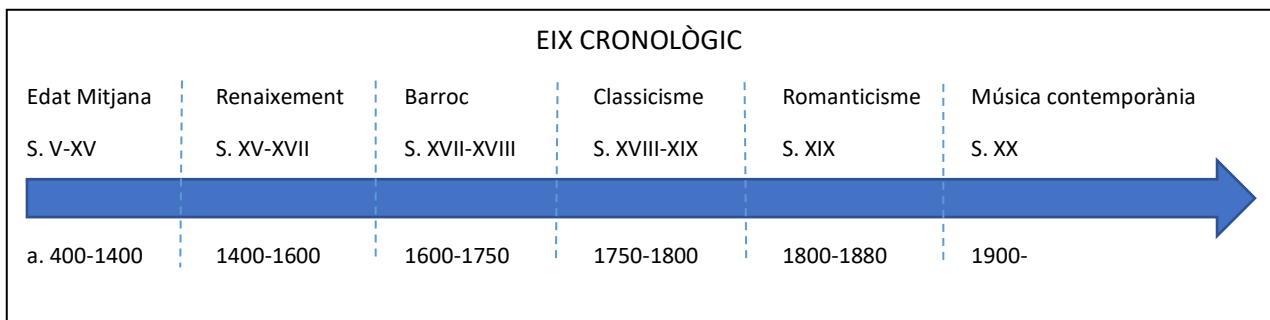 EIX CRONOLÒGIC
Edat Mitjana Renaixement Barroc Classicisme Romanticisme Música contemporània
S. V-XV S. XV-XVII S. XVII-XVIII S. XVIII-XIX S. XIX S. XX
a. 400-1400 1400-1600 1600-1750 1750-1800 1800-1880 1900-